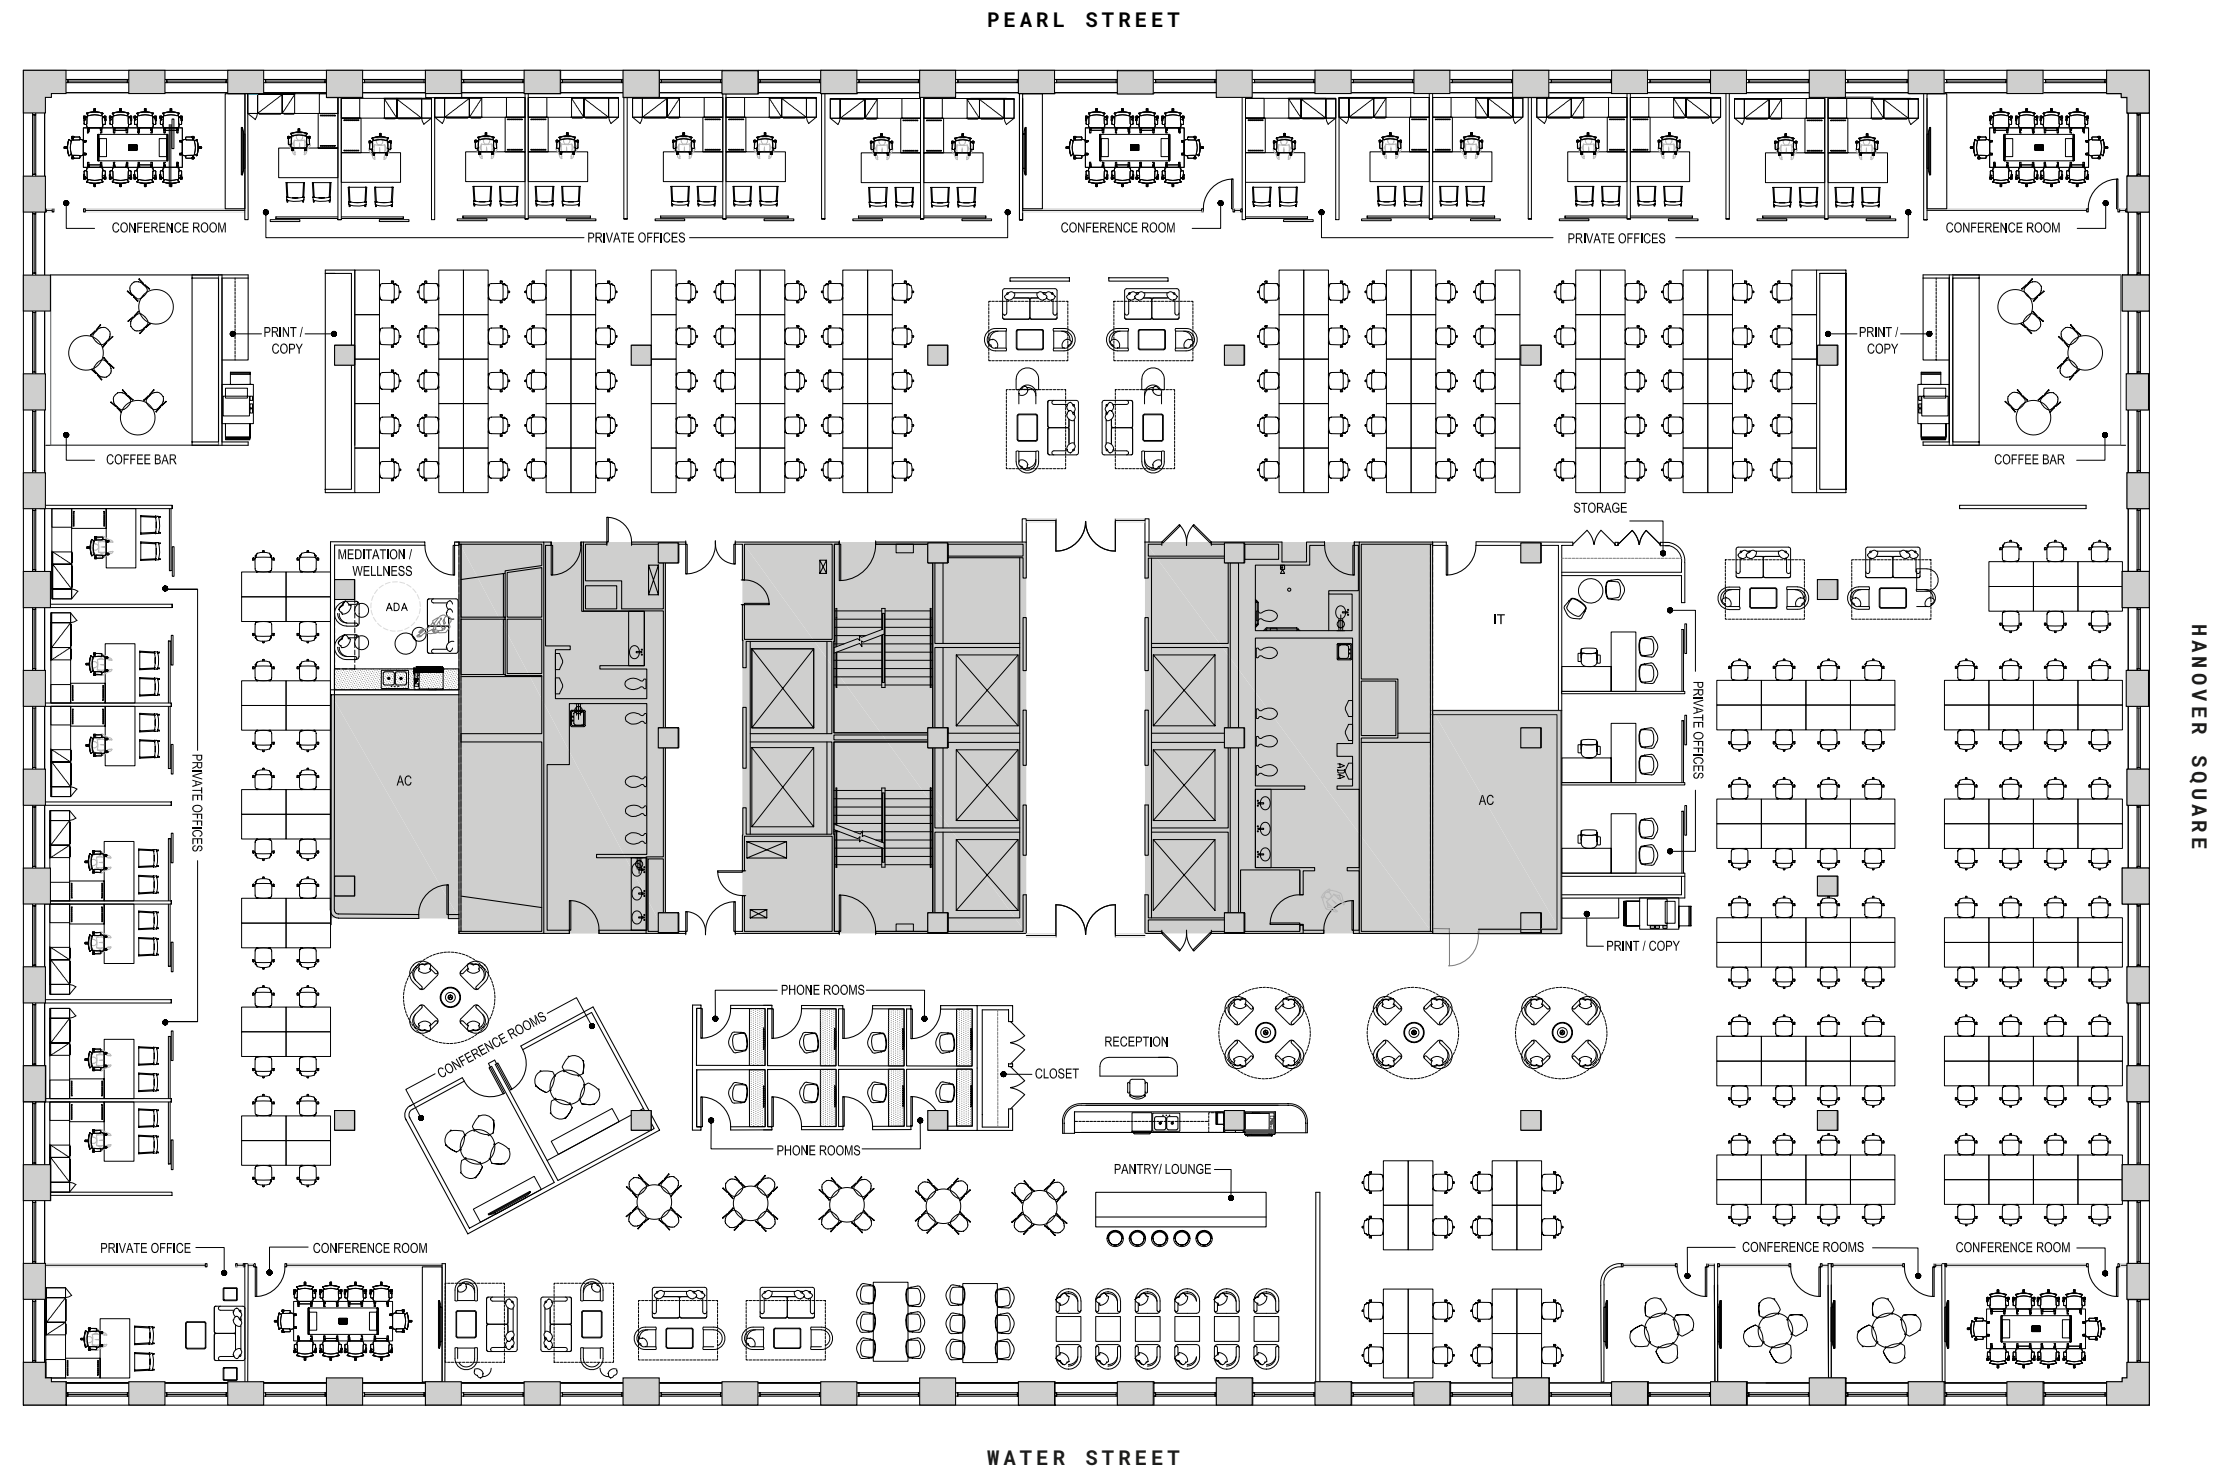 PEARL STREET
CONFERENCE ROOM
PRIVATE OFFICES
CONFERENCE ROOM
PRIVATE OFFICES
CONFERENCE ROOM
PRINT /
COPY
COFFEE BAR
PRINT /
COPY
COFFEE BAR
STORAGE
MEDITATION /
WELLNESS
ADA
IT
PRIVATE OFFICES
HANOVER SQUARE
PRIVATE OFFICES
AC
ADA
AC
PRINT / COPY
PHONE ROOMS
CONFERENCE ROOMS
RECEPTION
CLOSET
PHONE ROOMS
PANTRY/ LOUNGE
PRIVATE OFFICE
CONFERENCE ROOM
CONFERENCE ROOMS
CONFERENCE ROOM
WATER STREET